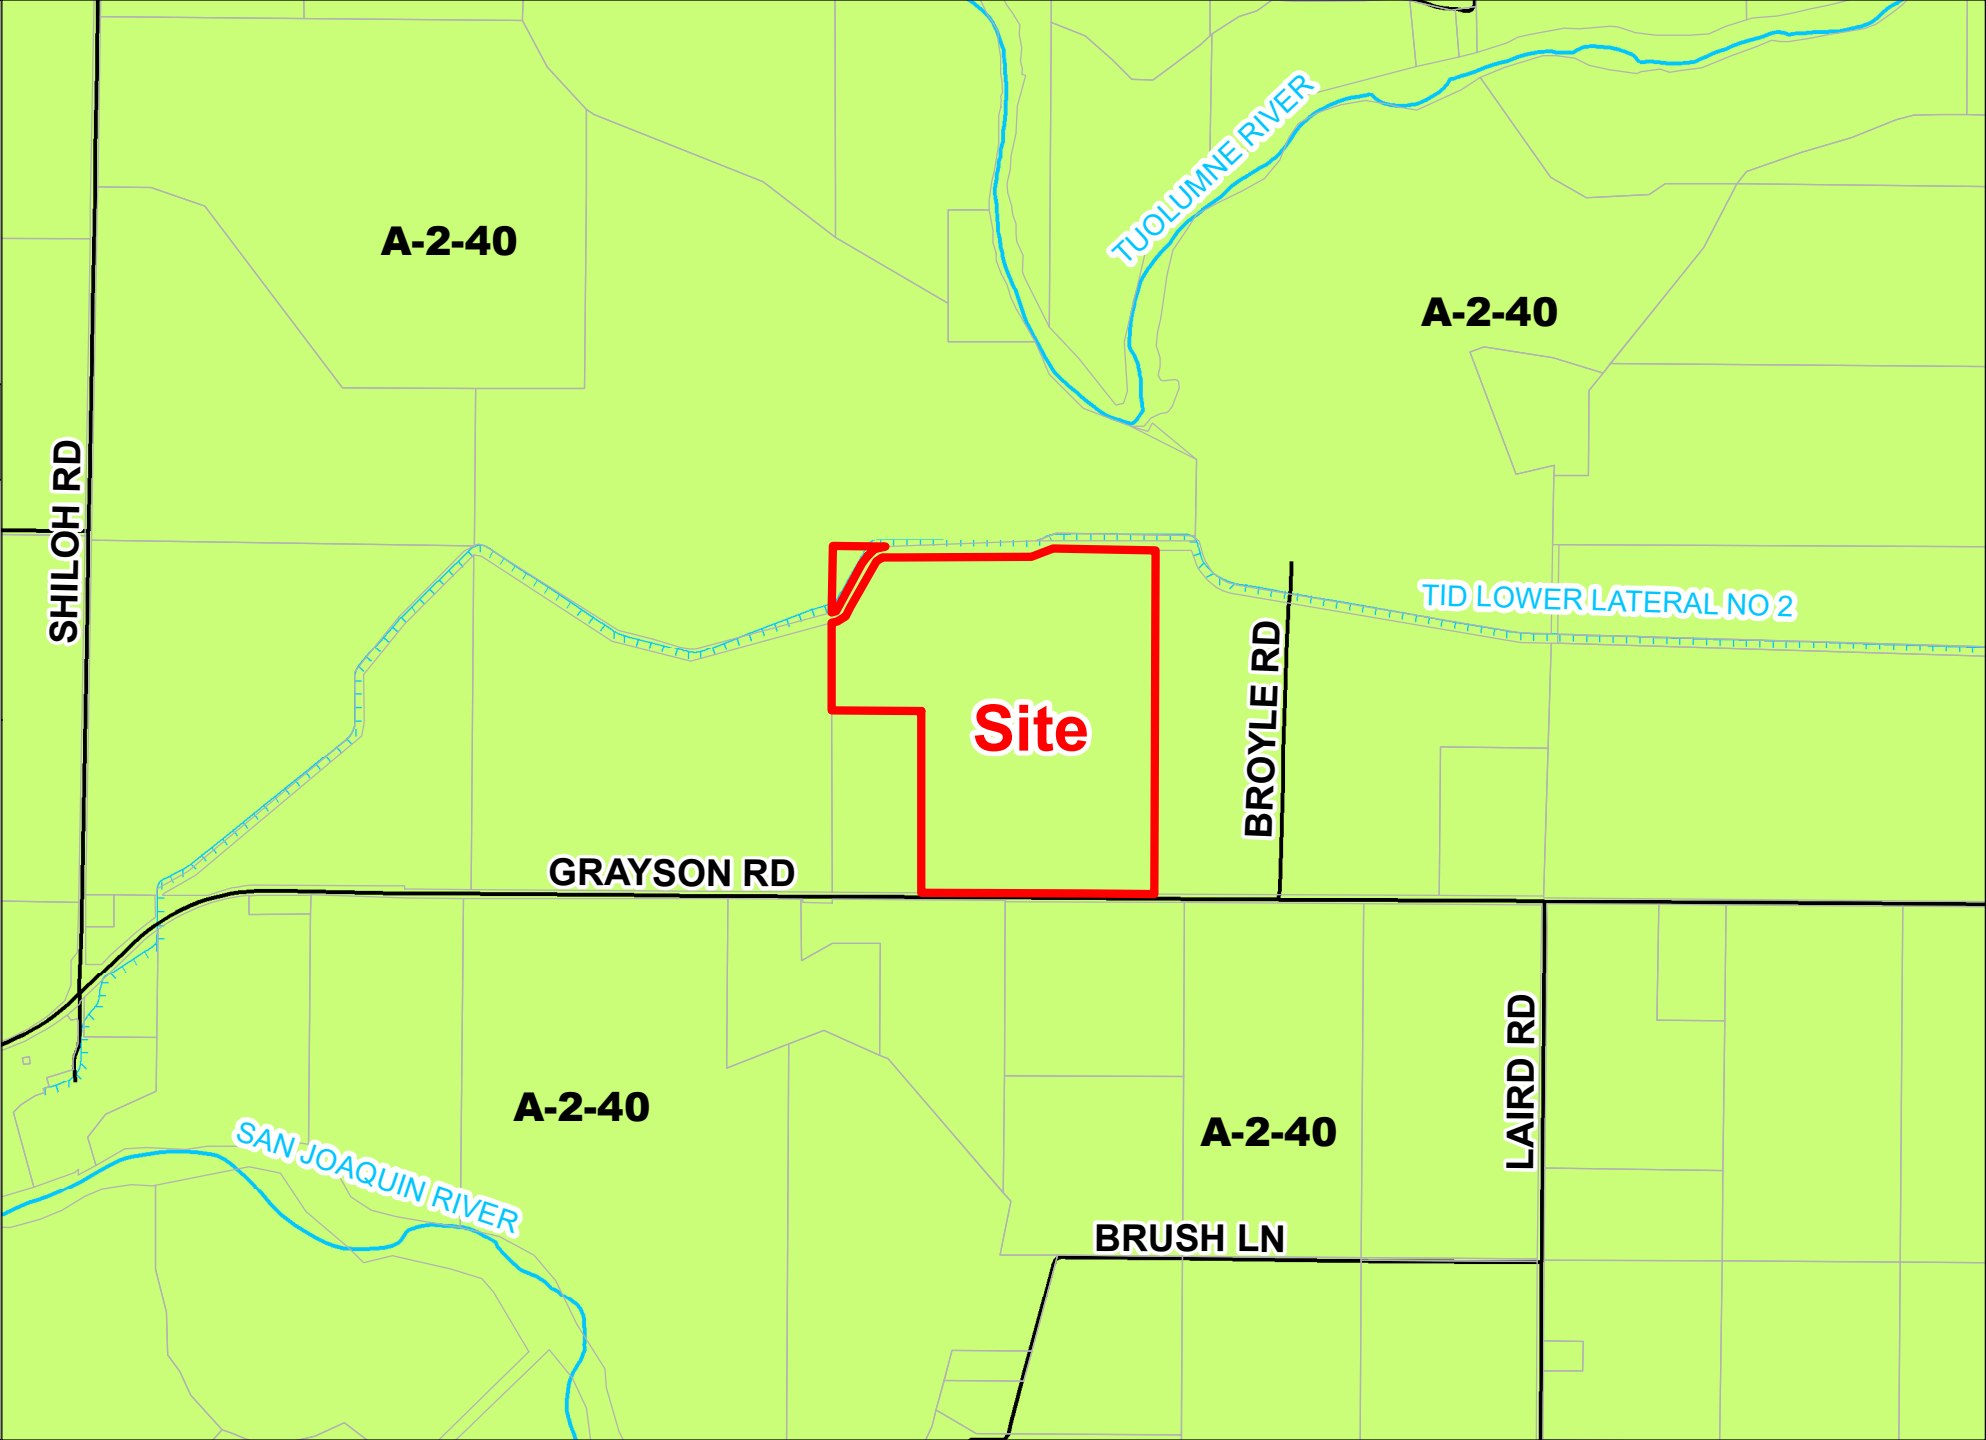 TUOLUMNE RIVER
A-2-40
A-2-40
SHILOH RD
TID LOWER LATERAL NO 2
BROYLE RD
Site
GRAYSON RD
LAIRD RD
A-2-40
A-2-40
SAN JOAQUIN RIVER
BRUSH LN